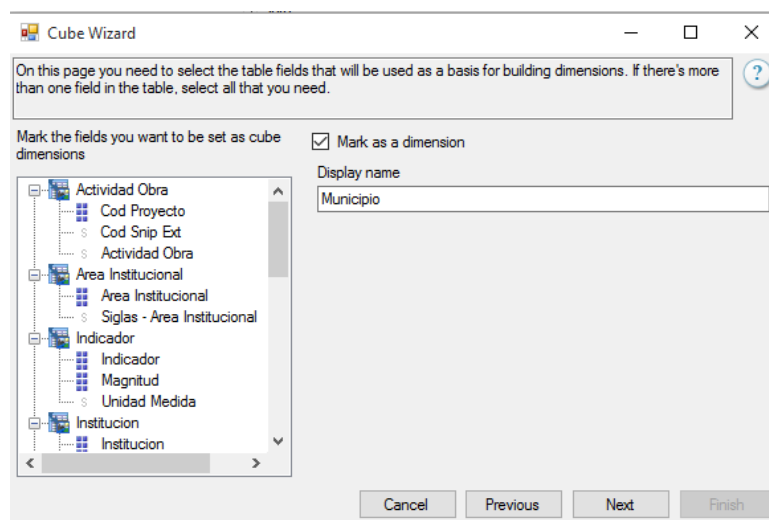 Cube Wizard
On this page you need to select the table fields that will be used as a basis for building dimensions. If there's more
than one field in the table, select all that you need.
?
Mark the fields you want to be set as cube
dimensions
Mark as a dimension
Display name
Municipio
Actividad Obra
Cod Proyecto
s Cod Snip Ext
s Actividad Obra
Area Institucional
Area Institucional
s Siglas - Area Institucional
Indicador
Indicador
Magnitud
s Unidad Medida
Institucion
Institucion
Cancel
Previous
Next
Finish